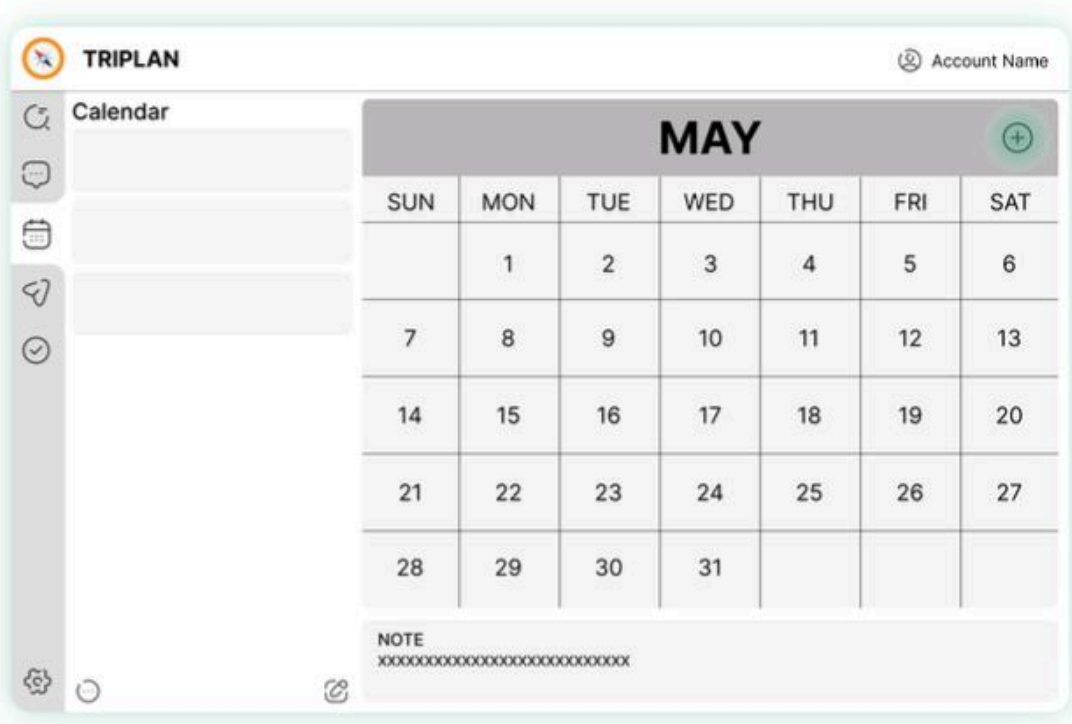 TRIPLAN
Account Name
Calendar
MAY
SUN MON TUE WED THU FRI SAT
1 2 3 4 5 6
7 8 9 10 11 12 13
14 15 16 17 18 19 20
21 22 23 24 25 26 27
28 29 30 31
NOTE
xxxxxxxxxxxxxxxxxxxxxxxxxxx